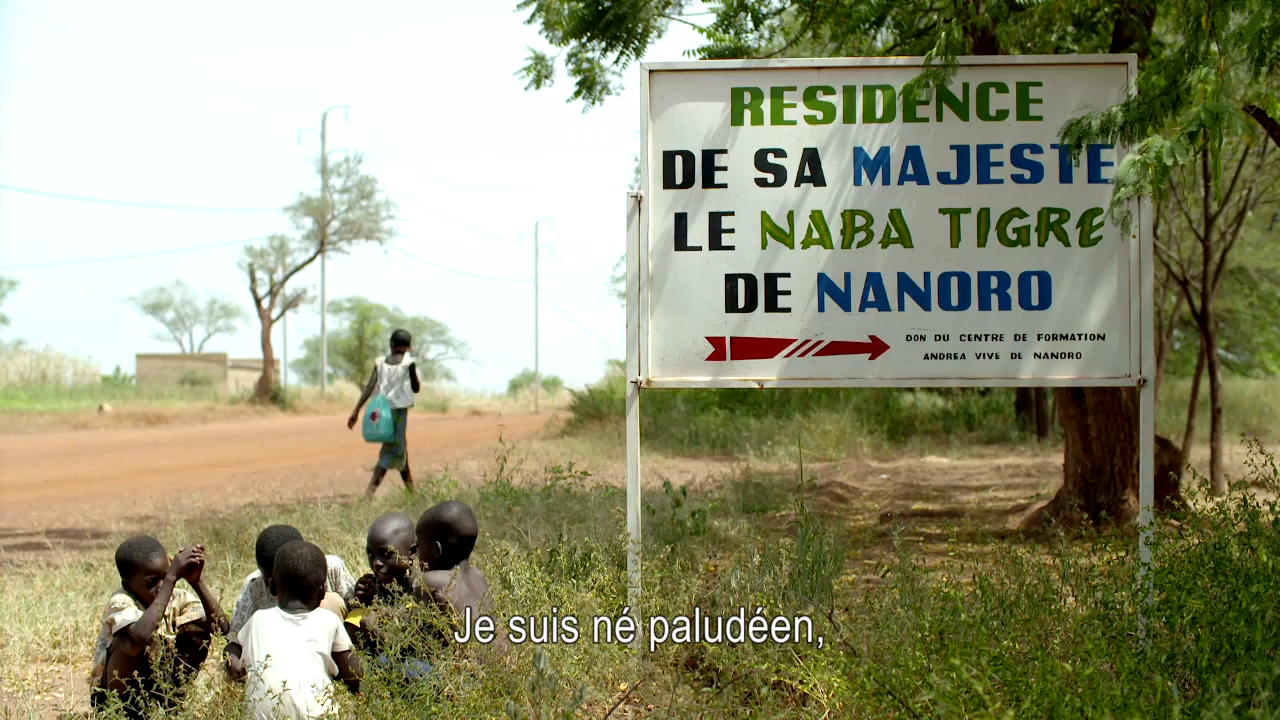 RESIDENCE
DE SA MAJESTE
LE NABA TIGRE
DE NANORO
DON DU CENTRE DE FORMATION
ANDREA VIVE DE NANORO
Je suis né paludéen,